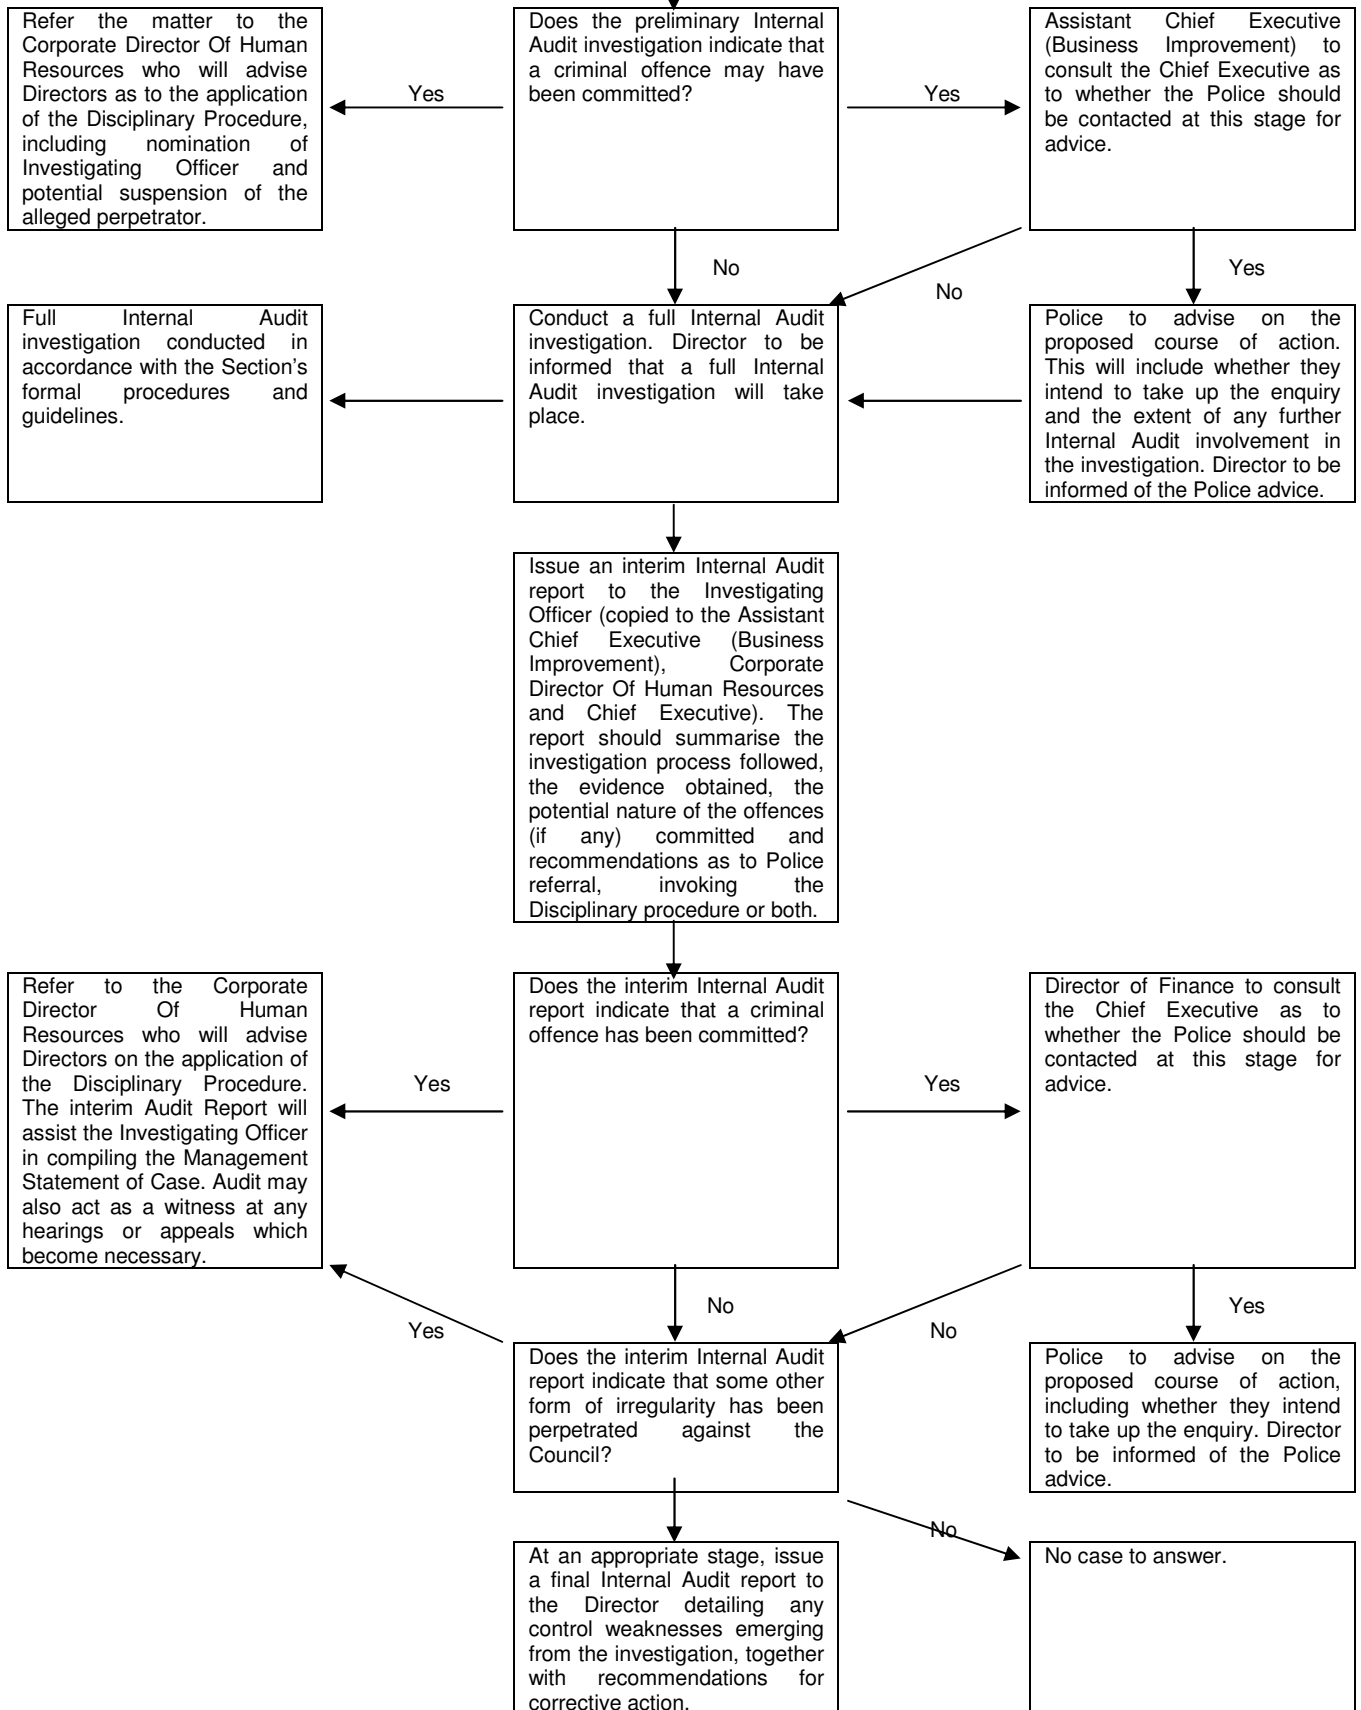 Refer the matter to the
Corporate Director Of Human
Resources who will advise
Directors as to the application
of the Disciplinary Procedure,
including nomination of
Investigating Officer and
potential suspension of the
alleged perpetrator.
Yes
Does the preliminary Internal
Audit investigation indicate that
a criminal offence may have
been committed?
Yes
Assistant Chief Executive
(Business Improvement) to
consult the Chief Executive as
to whether the Police should
be contacted at this stage for
advice.
No
No
Yes
Full Internal Audit
investigation conducted in
accordance with the Section's
formal procedures and
guidelines.
Conduct a full Internal Audit
investigation. Director to be
informed that a full Internal
Audit investigation will take
place.
Police to advise on the
proposed course of action.
This will include whether they
intend to take up the enquiry
and the extent of any further
Internal Audit involvement in
the investigation. Director to be
informed of the Police advice.
Issue an interim Internal Audit
report to the Investigating
Officer (copied to the Assistant
Chief Executive (Business
Improvement), Corporate
Director Of Human Resources
and Chief Executive). The
report should summarise the
investigation process followed,
the evidence obtained, the
potential nature of the offences
(if any) committed and
recommendations as to Police
referral, invoking the
Disciplinary procedure or both.
Refer to the Corporate
Director Of Human
Resources who will advise
Directors on the application of
the Disciplinary Procedure.
The interim Audit Report will
assist the Investigating Officer
in compiling the Management
Statement of Case. Audit may
also act as a witness at any
hearings or appeals which
become necessary.
Yes
Does the interim Internal Audit
report indicate that a criminal
offence has been committed?
Yes
Director of Finance to consult
the Chief Executive as to
whether the Police should be
contacted at this stage for
advice.
Yes
No
No
Yes
Does the interim Internal Audit
report indicate that some other
form of irregularity has been
perpetrated against the
Council?
Police to advise on the
proposed course of action,
including whether they intend
to take up the enquiry. Director
to be informed of the Police
advice.
No
At an appropriate stage, issue
a final Internal Audit report to
the Director detailing any
control weaknesses emerging
from the investigation, together
with recommendations for
corrective action.
No case to answer.